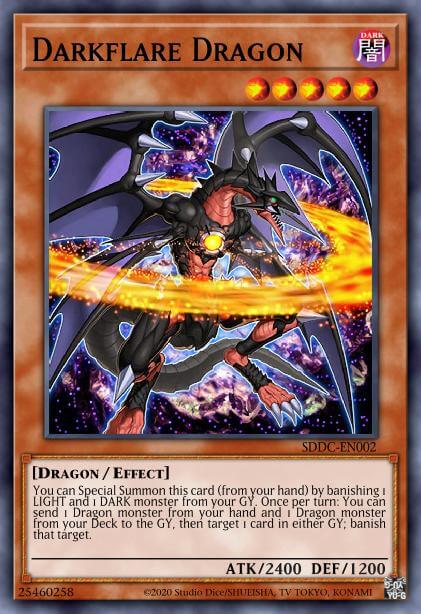 DARKFLARE DRAGON
DARK
闇
SDDC-EN002
[DRAGON / EFFECT]
You can Special Summon this card (from your hand) by banishing 1
LIGHT and 1 DARK monster from your GY. Once per turn: You can
send 1 Dragon monster from your hand and 1 Dragon monster
from your Deck to the GY, then target 1 card in either GY; banish
that target.
ATK/2400 DEF/1200
25460258
©2020 Studio Dice/SHUEISHA, TV TOKYO, KONAMI